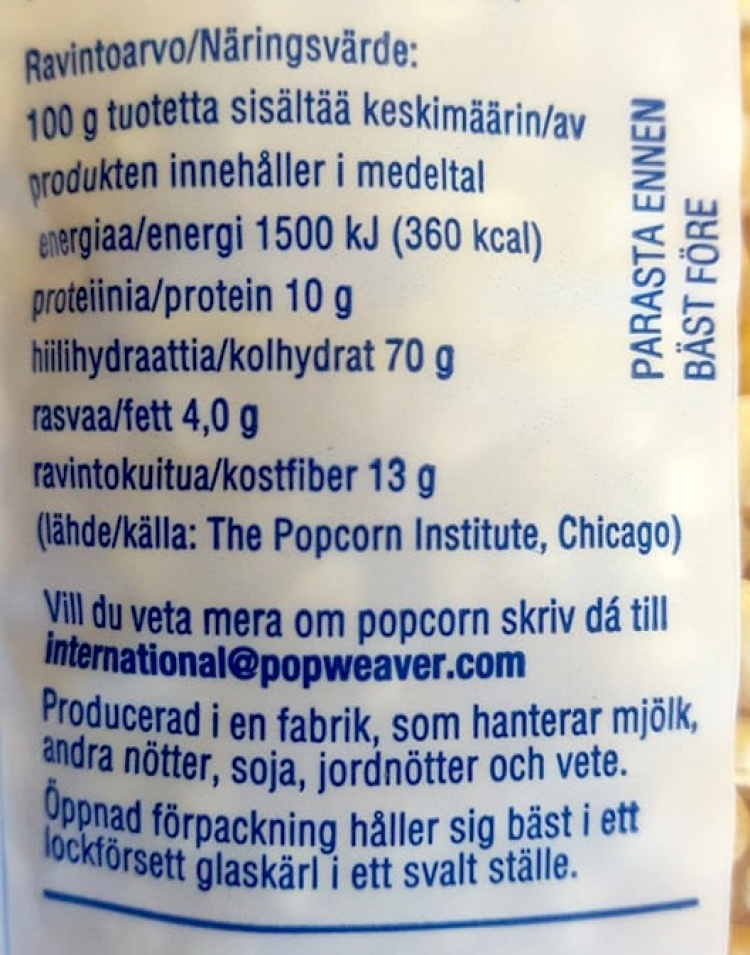 Ravintoarvo/Näringsvärde:
100 g tuotetta sisältää keskimäärin/av
produkten innehåller i medeltal
energiaa/energi 1500 kJ (360 kcal)
proteiinia/protein 10 g
hiilihydraattia/kolhydrat 70 g
rasvaa/fett 4,0 g
ravintokuitua/kostfiber 13 g
(lähde/källa: The Popcorn Institute, Chicago)
Vill du veta mera om popcorn skriv dá till
international@popweaver.com
Producerad i en fabrik, som hanterar mjölk,
andra nötter, soja, jordnötter och vete.
Öppnad förpackning håller sig bäst i ett
lockförsett glaskärl i ett svalt ställe.
PARASTA ENNEN
BÄST FÖRE